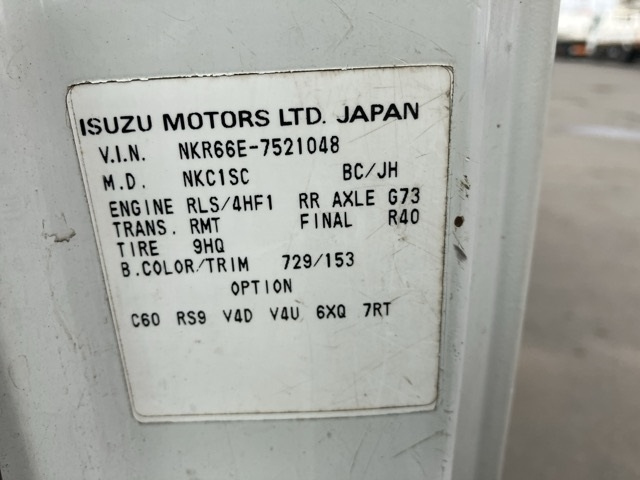 ISUZU MOTORS LTD. JAPAN
V.I.N. NKR66E-7521048
M.D. NKC1SC BC/JH
ENGINE RLS/4HF1 RR AXLE G73
TRANS. RMT FINAL R40
TIRE 9HQ
B.COLOR/TRIM 729/153
OPTION
C60 RS9 V4D V4U 6XQ 7RT